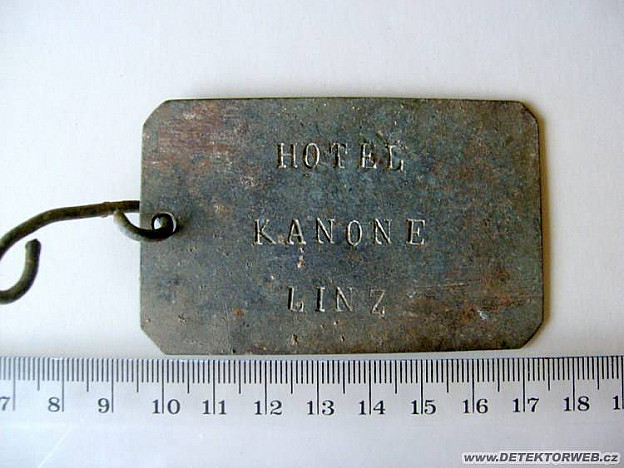 HOTEL
KANONE
LINZ
7 8 9 10 11 12 13 14 15 16 17 18
www.DETEKTORWEB.cz